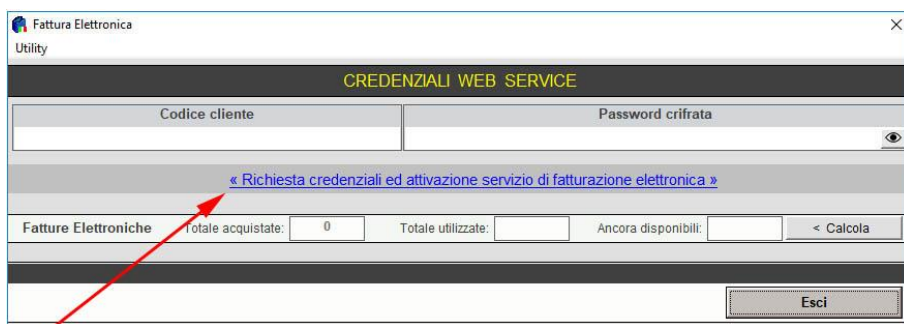 Fattura Elettronica
Utility
CREDENZIALI WEB SERVICE
Codice cliente Password crifrata
« Richiesta credenziali ed attivazione servizio di fatturazione elettronica »
Fatture Elettroniche Totale acquistate: 0 Totale utilizzate: Ancora disponibili: < Calcola
Esci